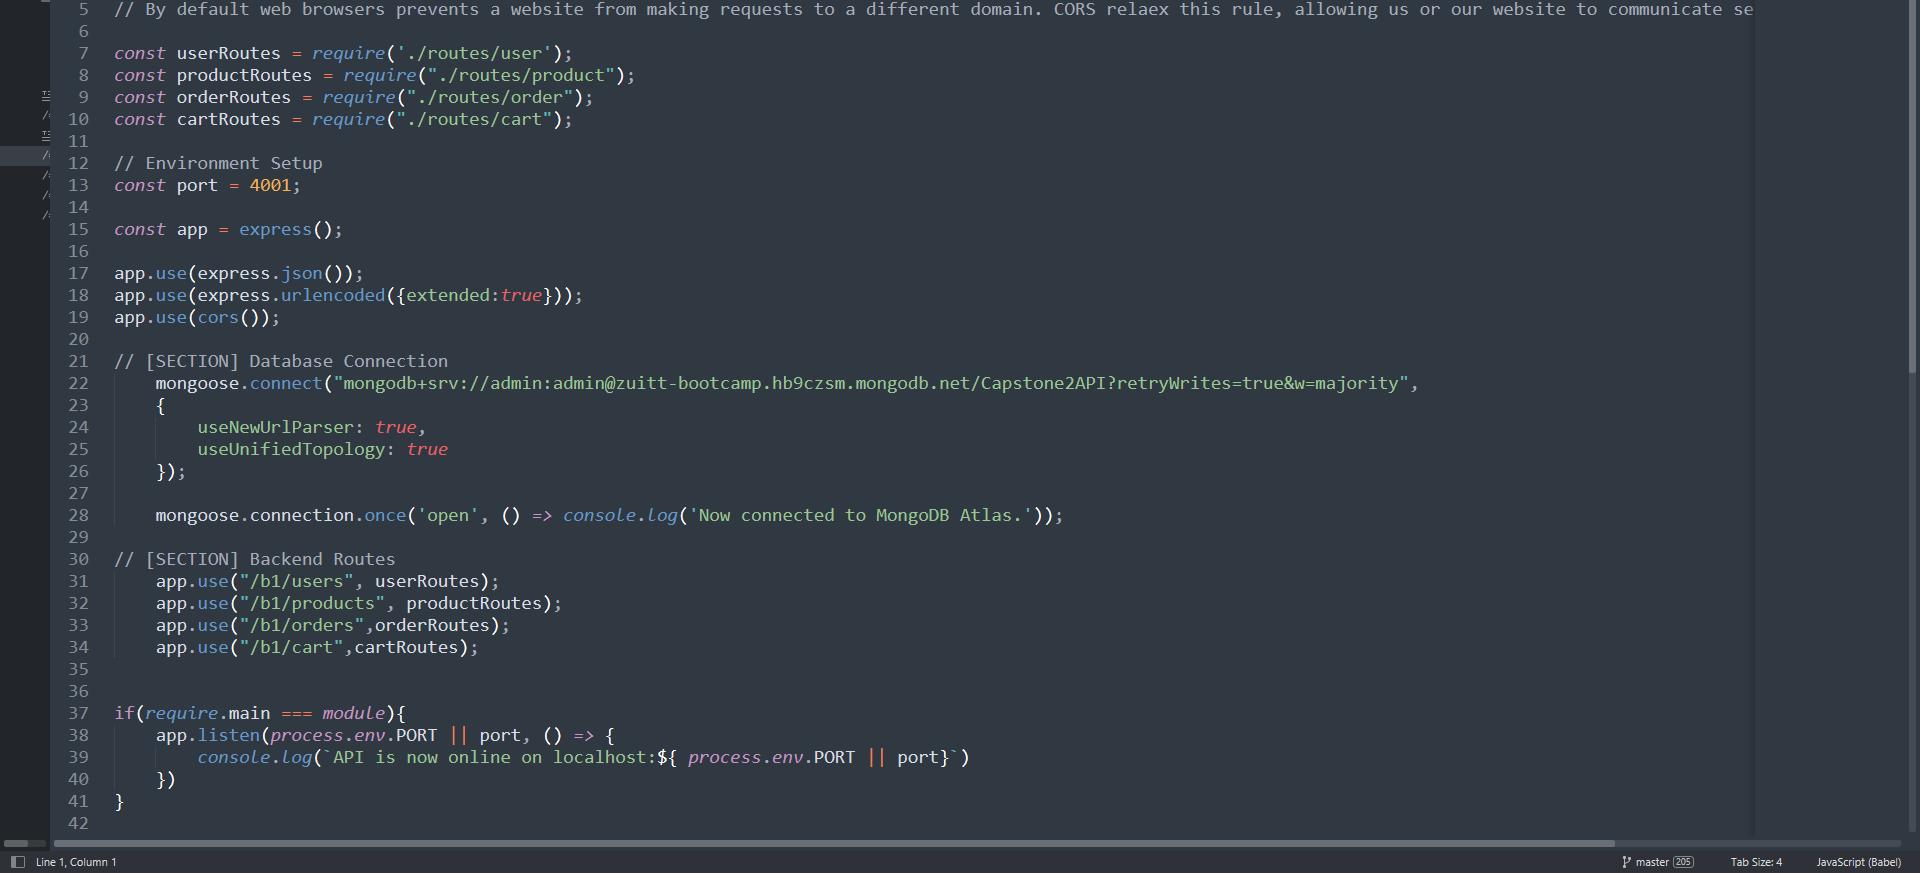 5 // By default web browsers prevents a website from making requests to a different domain. CORS relaex this rule, allowing us or our website to communicate se
6
7 const userRoutes = require('./routes/user');
8 const productRoutes = require("./routes/product");
9 const orderRoutes = require("./routes/order");
10 const cartRoutes = require("./routes/cart");
11
12 // Environment Setup
13 const port = 4001;
14
15 const app = express();
16
17 app.use(express.json());
18 app.use(express.urlencoded({extended:true}));
19 app.use(cors());
20
21 // [SECTION] Database Connection
22 mongoose.connect("mongodb+srv://admin:admin@zuitt-bootcamp.hb9czsm.mongodb.net/Capstone2API?retryWrites=true&w=majority",
23 {
24 useNewUrlParser: true,
25 useUnifiedTopology: true
26 });
27
28 mongoose.connection.once('open', () => console.log('Now connected to MongoDB Atlas.'));
29
30 // [SECTION] Backend Routes
31 app.use("/b1/users", userRoutes);
32 app.use("/b1/products", productRoutes);
33 app.use("/b1/orders",orderRoutes);
34 app.use("/b1/cart",cartRoutes);
35
36
37 if(require.main === module){
38 app.listen(process.env.PORT || port, () => {
39 console.log(`API is now online on localhost:${ process.env.PORT || port}`)
40 })
41 }
42
Line 1, Column 1 master 205 Tab Size: 4 JavaScript (Babel)